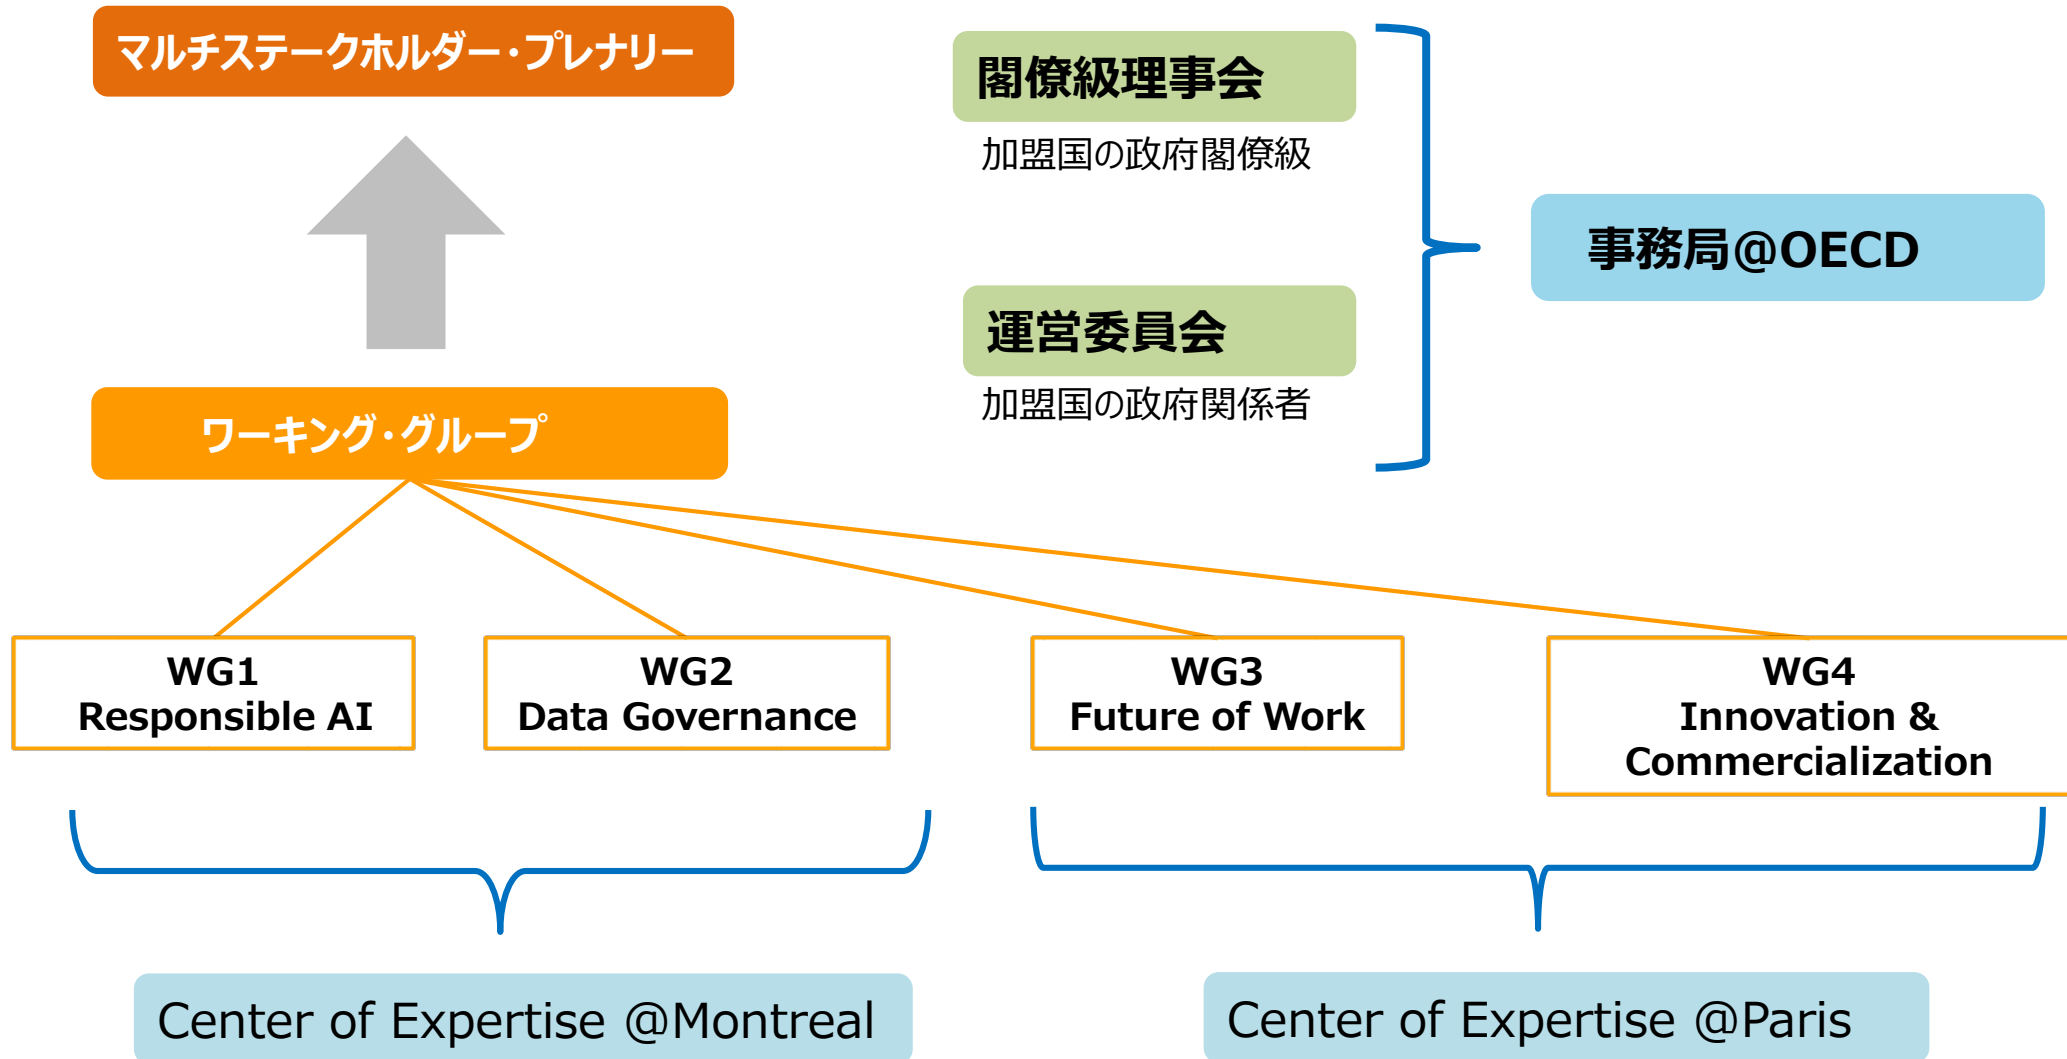 マルチステークホルダー・プレナリー
閣僚級理事会
加盟国の政府閣僚級
事務局@OECD
運営委員会
加盟国の政府関係者
ワーキング・グループ
WG1
Responsible AI
WG2
Data Governance
WG3
Future of Work
WG4
Innovation &
Commercialization
Center of Expertise @Montreal
Center of Expertise @Paris